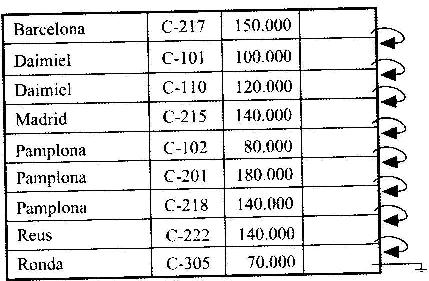 Barcelona C-217 150.000
Daimiel C-101 100.000
Daimiel C-110 120.000
Madrid C-215 140.000
Pamplona C-102 80.000
Pamplona C-201 180.000
Pamplona C-218 140.000
Reus C-222 140.000
Ronda C-305 70.000